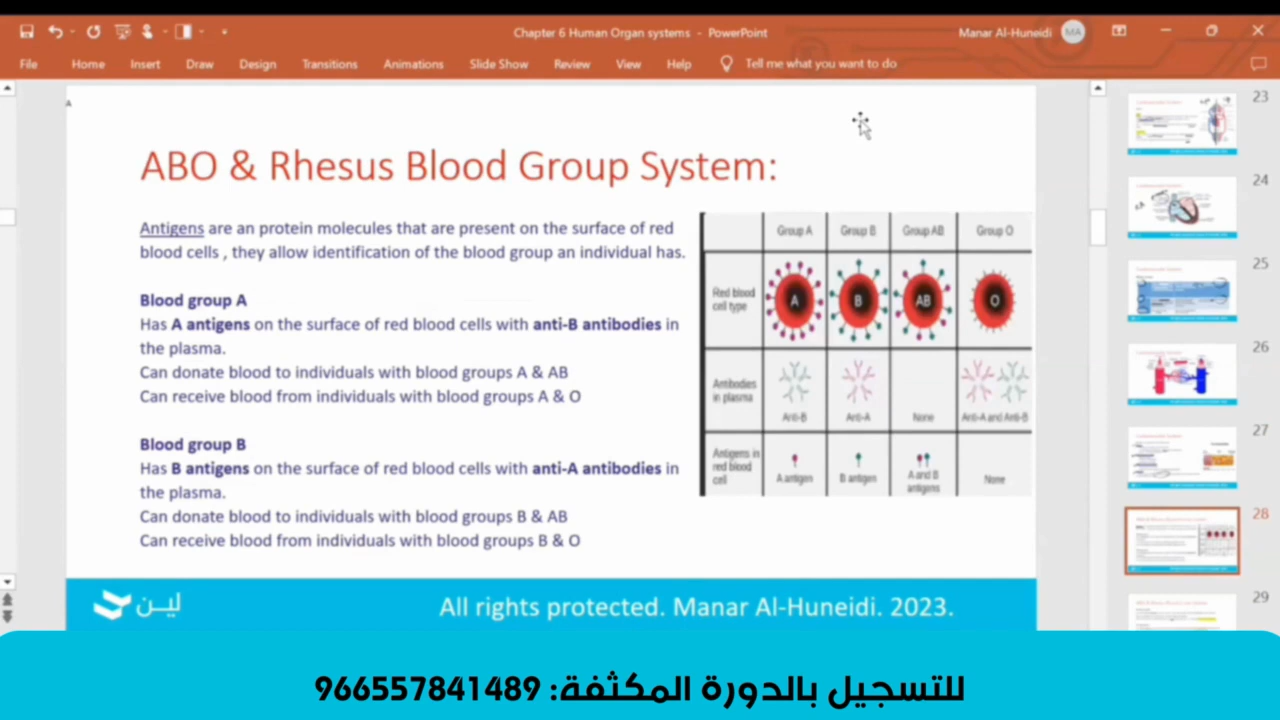 Chapter 6 Human Organ systems - PowerPoint
Manar Al-Huneidi
MA
File Home Insert Draw Design Transitions Animations Slide Show Review View Help Tell me what you want to do
A
ABO & Rhesus Blood Group System:
Antigens are an protein molecules that are present on the surface of red
blood cells , they allow identification of the blood group an individual has.
Blood group A
Has A antigens on the surface of red blood cells with anti-B antibodies in
the plasma.
Can donate blood to individuals with blood groups A & AB
Can receive blood from individuals with blood groups A & O
Blood group B
Has B antigens on the surface of red blood cells with anti-A antibodies in
the plasma.
Can donate blood to individuals with blood groups B & AB
Can receive blood from individuals with blood groups B & O
Group A Group B Group AB Group O
Red blood
cell type
A B AB O
Antibodies
in plasma
Anti-B Anti-A None Anti-A and Anti-B
Antigens in
red blood
cell
A antigen B antigen A and B
antigens
None
23
24
25
26
27
28
29
لين
All rights protected. Manar Al-Huneidi. 2023.
للتسجيل بالدورة المكثفة: 966557841489